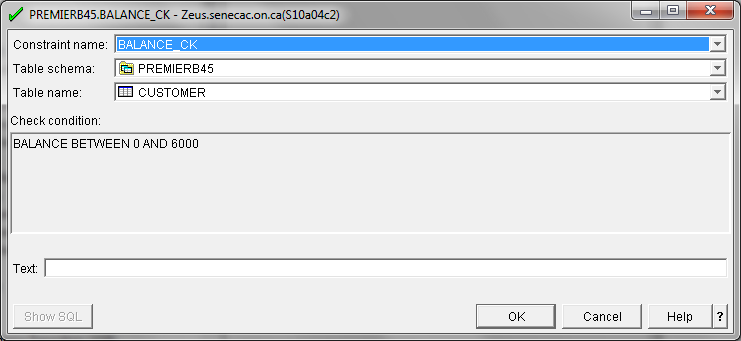 PREMIERB45.BALANCE_CK - Zeus.senecac.on.ca(S10a04c2)
Constraint name: BALANCE_CK
Table schema: PREMIERB45
Table name: CUSTOMER
Check condition:
BALANCE BETWEEN 0 AND 6000
Text:
Show SQL OK Cancel Help ?